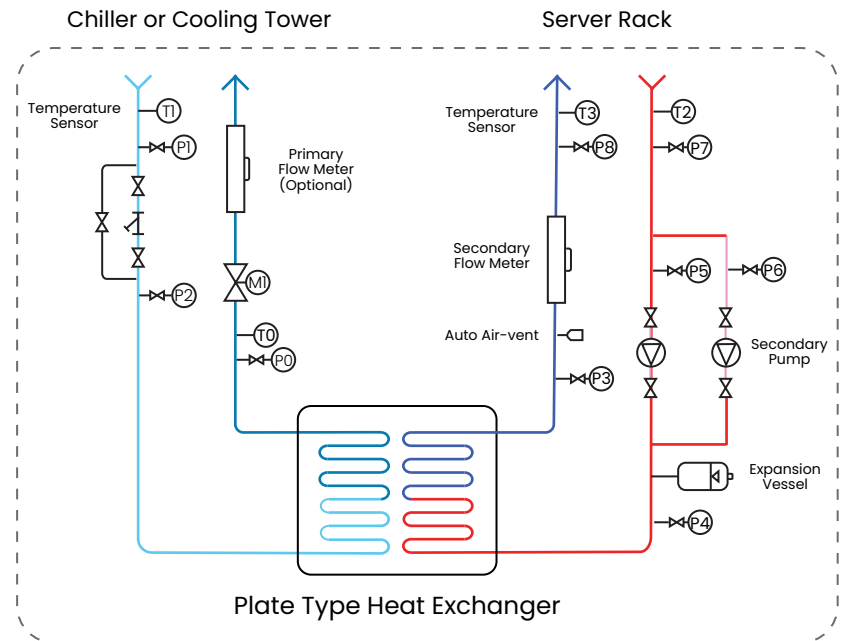 Chiller or Cooling Tower
Server Rack
Temperature
Sensor
T1
P1
P2
Primary
Flow Meter
(Optional)
M1
T0
P0
Temperature
Sensor
T3
P8
Secondary
Flow Meter
Auto Air-vent
P3
T2
P7
P5
P6
Secondary
Pump
Expansion
Vessel
P4
Plate Type Heat Exchanger